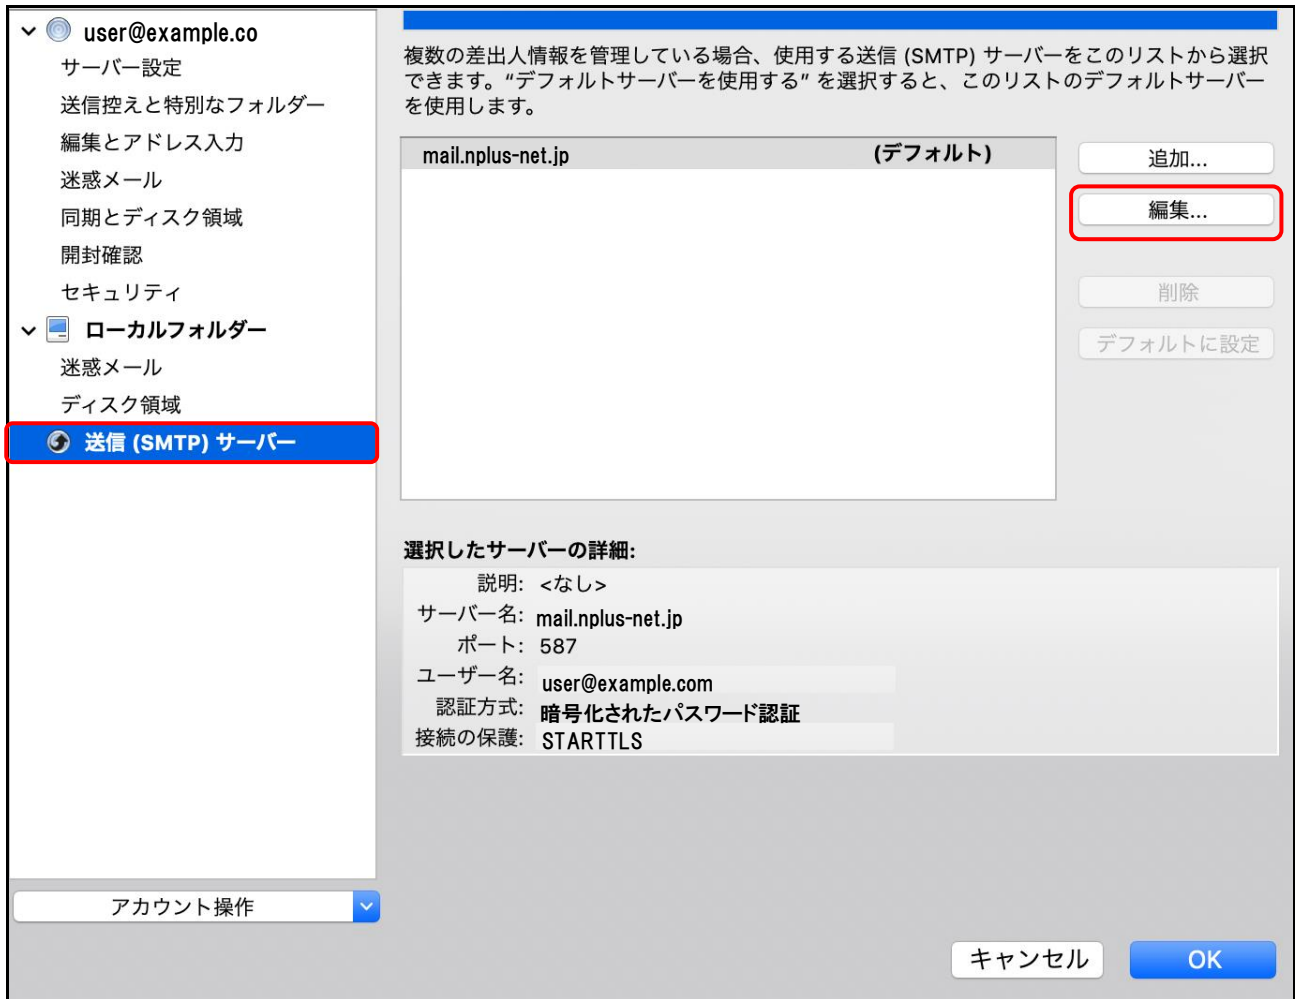 user@example.co
サーバー設定
送信控えと特別なフォルダー
編集とアドレス入力
迷惑メール
同期とディスク領域
開封確認
セキュリティ
ローカルフォルダー
迷惑メール
ディスク領域
送信 (SMTP) サーバー
アカウント操作
複数の差出人情報を管理している場合、使用する送信 (SMTP) サーバーをこのリストから選択
できます。“デフォルトサーバーを使用する” を選択すると、このリストのデフォルトサーバー
を使用します。
mail.nplus-net.jp (デフォルト)
追加...
編集...
削除
デフォルトに設定
選択したサーバーの詳細:
説明: <なし>
サーバー名: mail.nplus-net.jp
ポート: 587
ユーザー名: user@example.com
認証方式: 暗号化されたパスワード認証
接続の保護: STARTTLS
キャンセル
OK